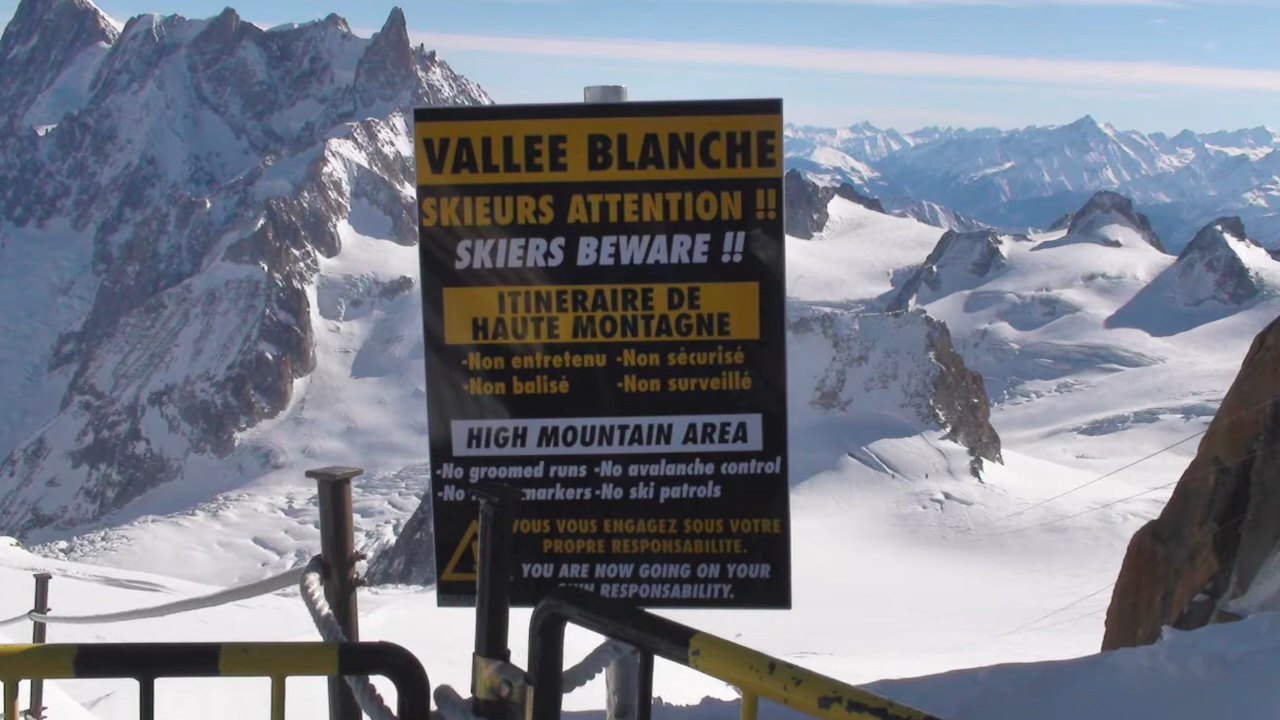 VALLEE BLANCHE
SKIEURS ATTENTION !!
SKIERS BEWARE !!
ITINERAIRE DE
HAUTE MONTAGNE
-Non entretenu -Non sécurisé
-Non balisé -Non surveillé
HIGH MOUNTAIN AREA
-No groomed runs -No avalanche control
-No markers -No ski patrols
VOUS VOUS ENGAGEZ SOUS VOTRE
PROPRE RESPONSABILITE.
YOU ARE NOW GOING ON YOUR
RESPONSABILITY.